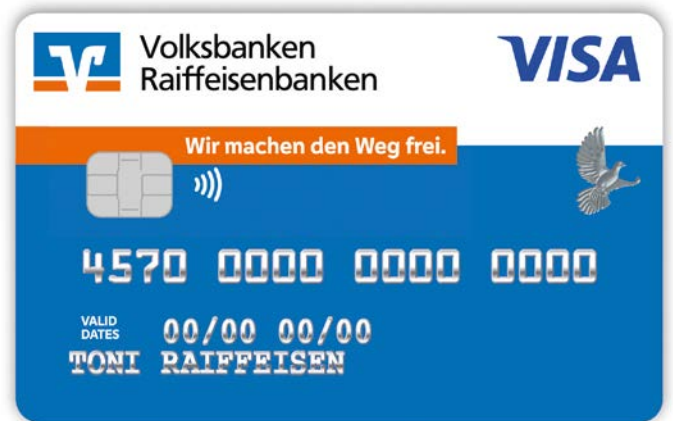 Volksbanken
Raiffeisenbanken
VISA
Wir machen den Weg frei.
4570 0000 0000 0000
VALID
DATES
00/00 00/00
TONI RAIFFEISEN